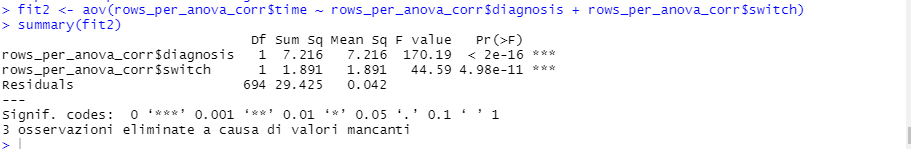 > fit2 <- aov(rows_per_anova_corr$time ~ rows_per_anova_corr$diagnosis + rows_per_anova_corr$switch)
> summary(fit2)
                               Df Sum Sq Mean Sq F value   Pr(>F)    
rows_per_anova_corr$diagnosis   1  7.216   7.216  170.19  < 2e-16 ***
rows_per_anova_corr$switch      1  1.891   1.891   44.59 4.98e-11 ***
Residuals                     694 29.425   0.042                     
---
Signif. codes:  0 ‘***’ 0.001 ‘**’ 0.01 ‘*’ 0.05 ‘.’ 0.1 ‘ ’ 1
3 osservazioni eliminate a causa di valori mancanti
>